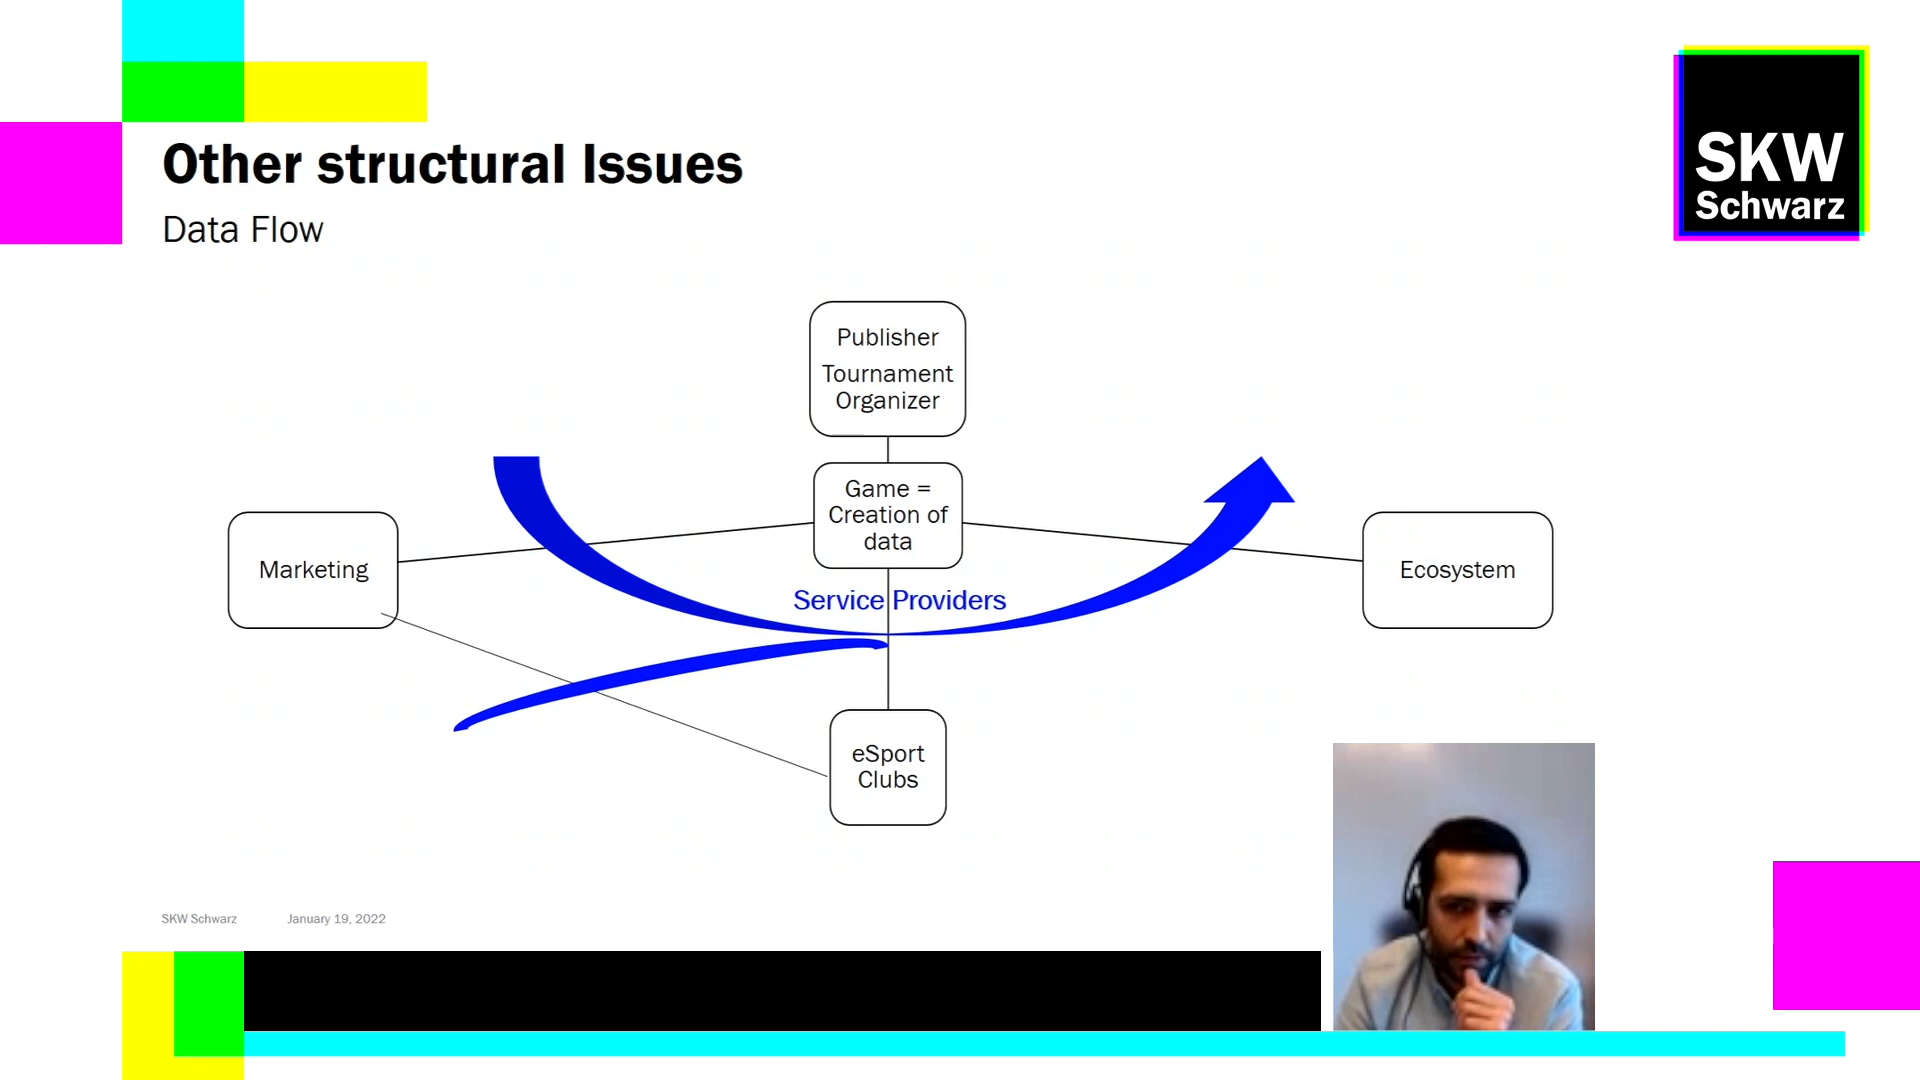 SKW
Schwarz
Other structural Issues
Data Flow
Publisher
Tournament
Organizer
Game =
Creation of
data
Marketing
Ecosystem
Service Providers
eSport
Clubs
SKW Schwarz January 19, 2022